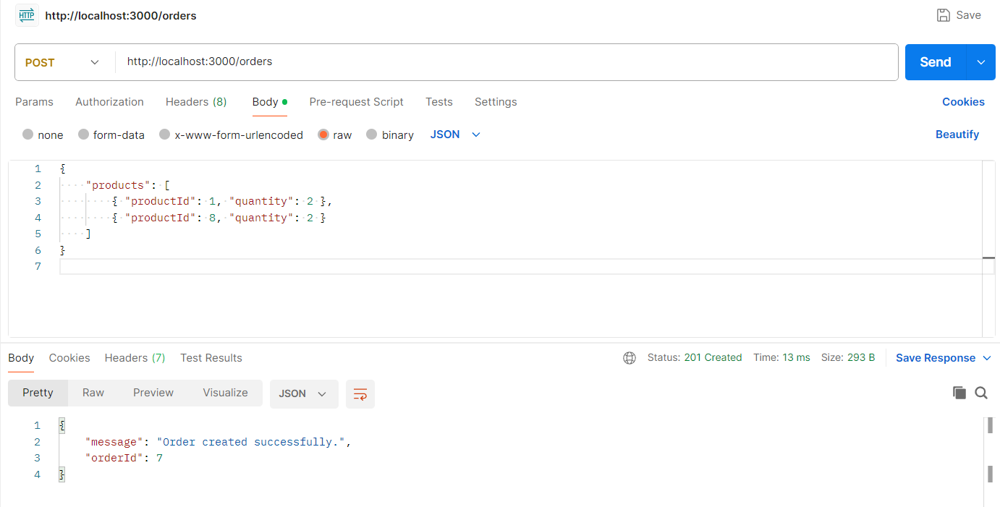 HTTP http://localhost:3000/orders Save
POST http://localhost:3000/orders Send
Params Authorization Headers (8) Body Pre-request Script Tests Settings Cookies
none form-data x-www-form-urlencoded raw binary JSON Beautify
1 {
2 "products": [
3 { "productId": 1, "quantity": 2 },
4 { "productId": 8, "quantity": 2 }
5 ]
6 }
7
Body Cookies Headers (7) Test Results Status: 201 Created Time: 13 ms Size: 293 B Save Response
Pretty Raw Preview Visualize JSON
1 {
2 "message": "Order created successfully.",
3 "orderId": 7
4 }